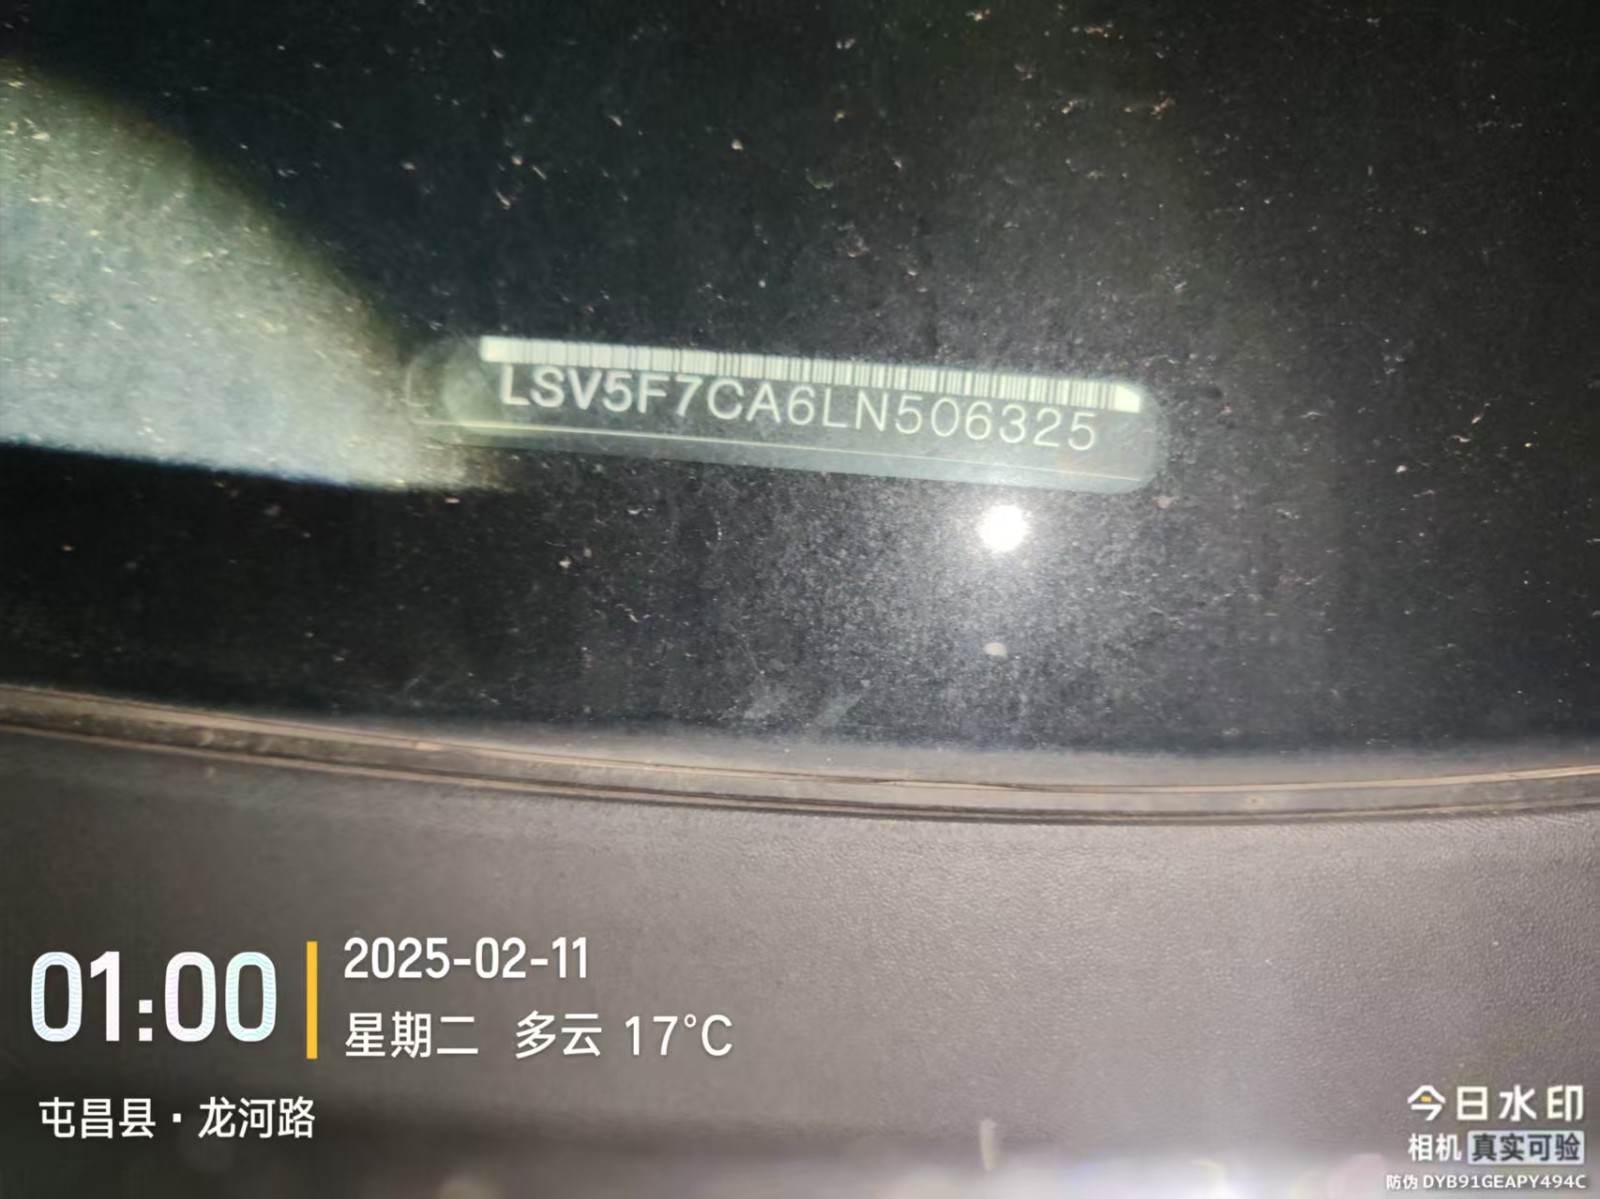 LSV5F7CA6LN506325
01:00
2025-02-11
星期二 多云 17°C
屯昌县·龙河路
今日水印
相机 真实可验
防伪 DYB91GEAPY494C